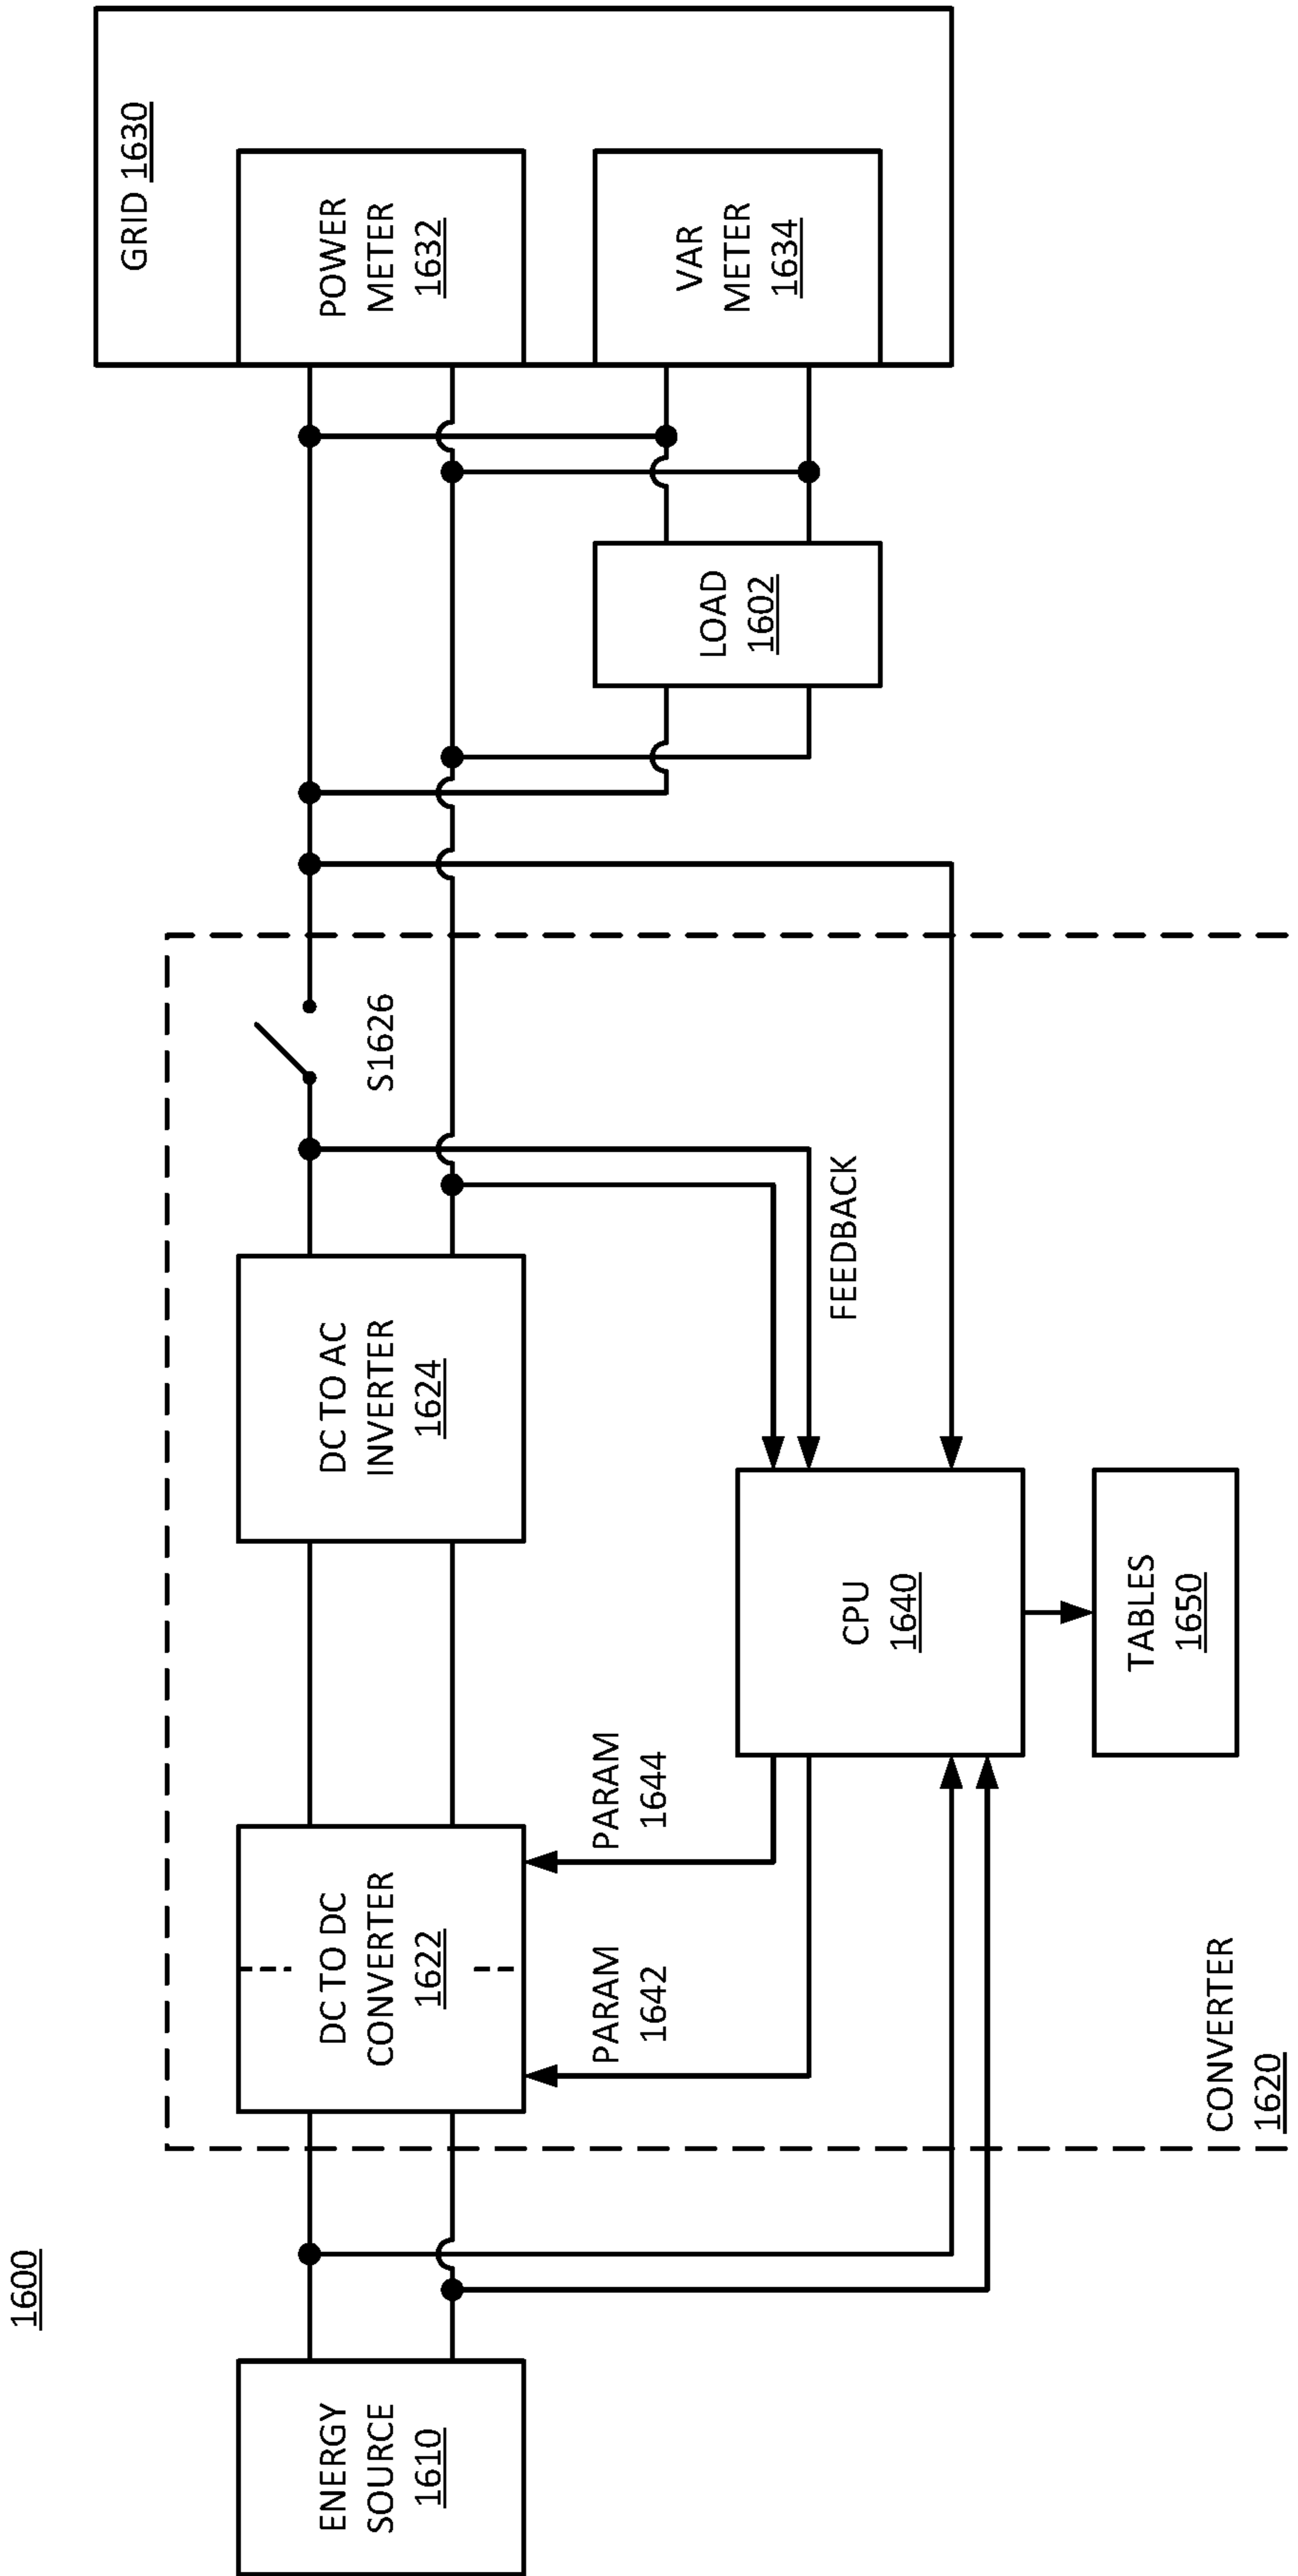 1600
ENERGY
SOURCE
1610
DC TO DC
CONVERTER
1622
DC TO AC
INVERTER
1624
S1626
GRID 1630
POWER
METER
1632
VAR
METER
1634
LOAD
1602
PARAM
1642
PARAM
1644
FEEDBACK
CPU
1640
TABLES
1650
CONVERTER
1620